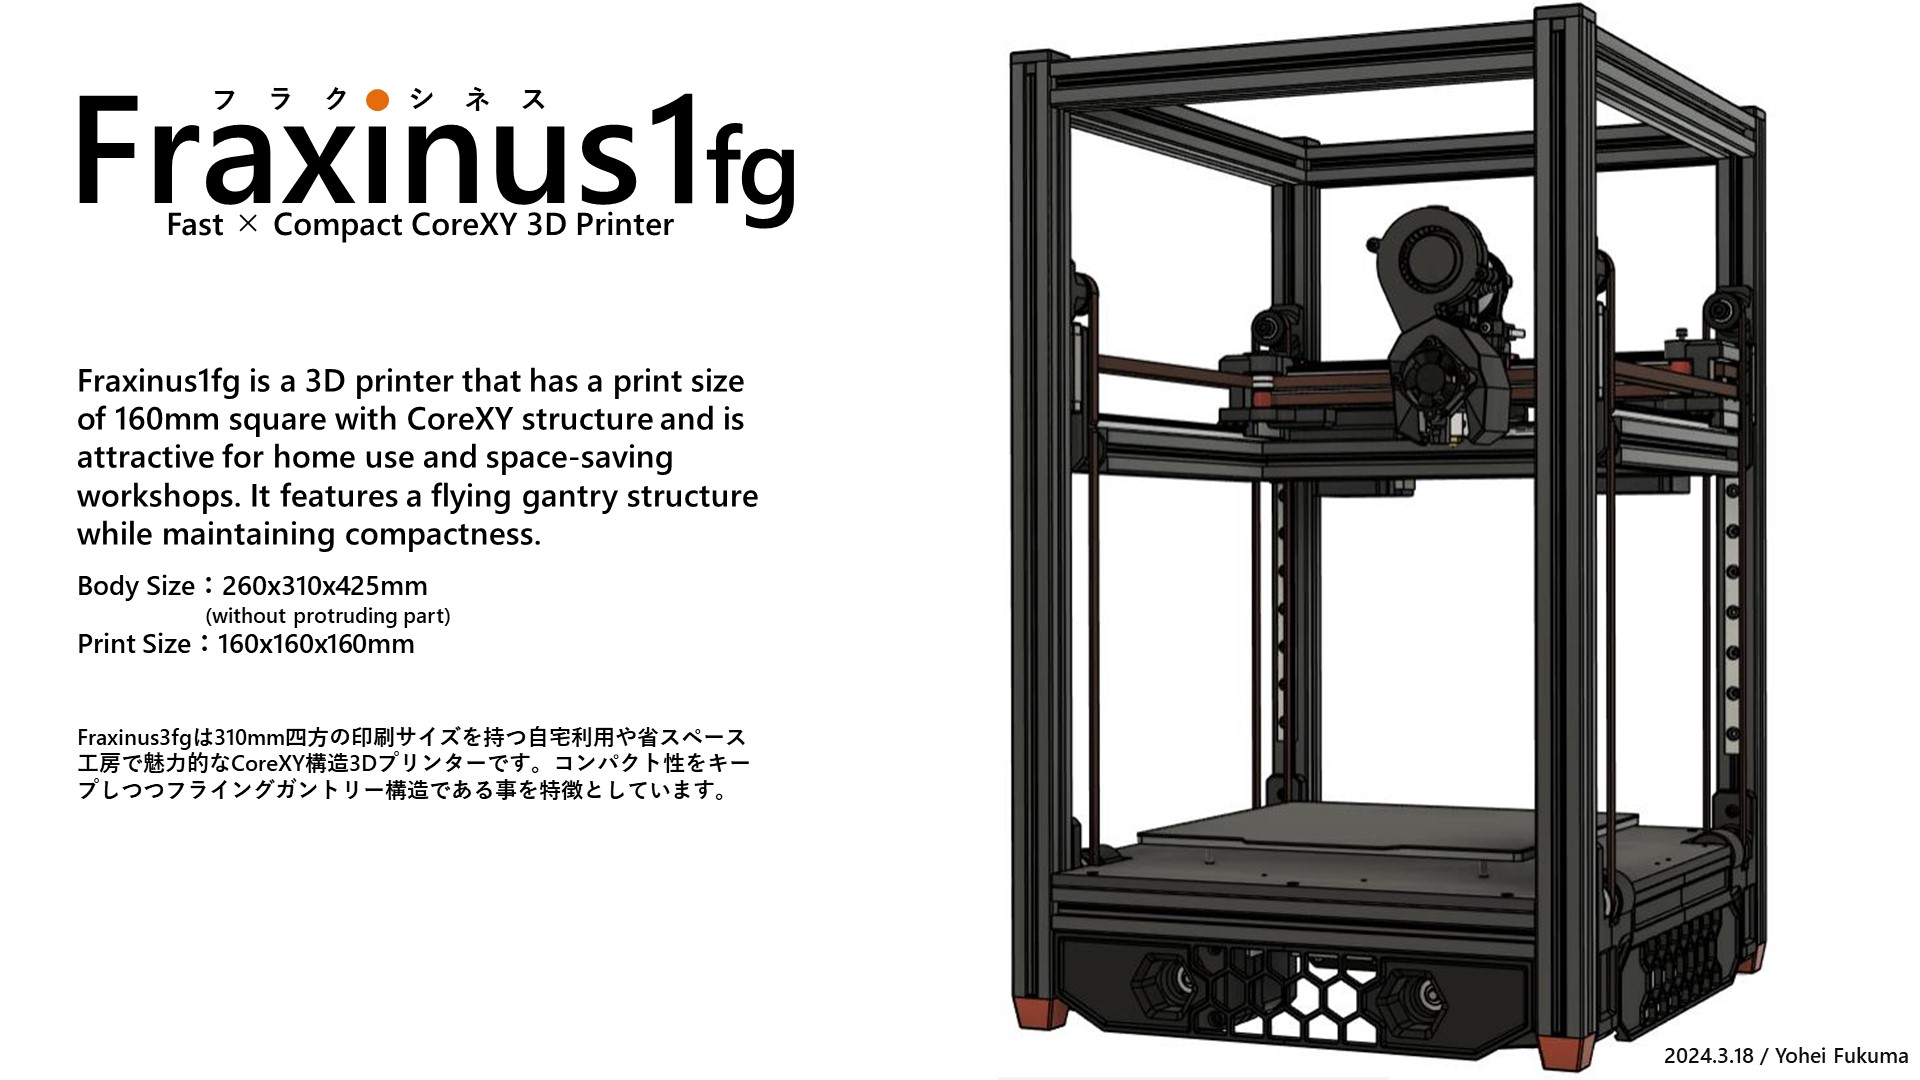 フラク●シネス
Fraxinus1fg
Fast × Compact CoreXY 3D Printer
Fraxinus1fg is a 3D printer that has a print size
of 160mm square with CoreXY structure and is
attractive for home use and space-saving
workshops. It features a flying gantry structure
while maintaining compactness.
Body Size：260x310x425mm
(without protruding part)
Print Size：160x160x160mm
Fraxinus3fgは310mm四方の印刷サイズを持つ自宅利用や省スペース
工房で魅力的なCoreXY構造3Dプリンターです。コンパクト性をキー
プしつつフライングガントリー構造である事を特徴としています。
2024.3.18 / Yohei Fukuma